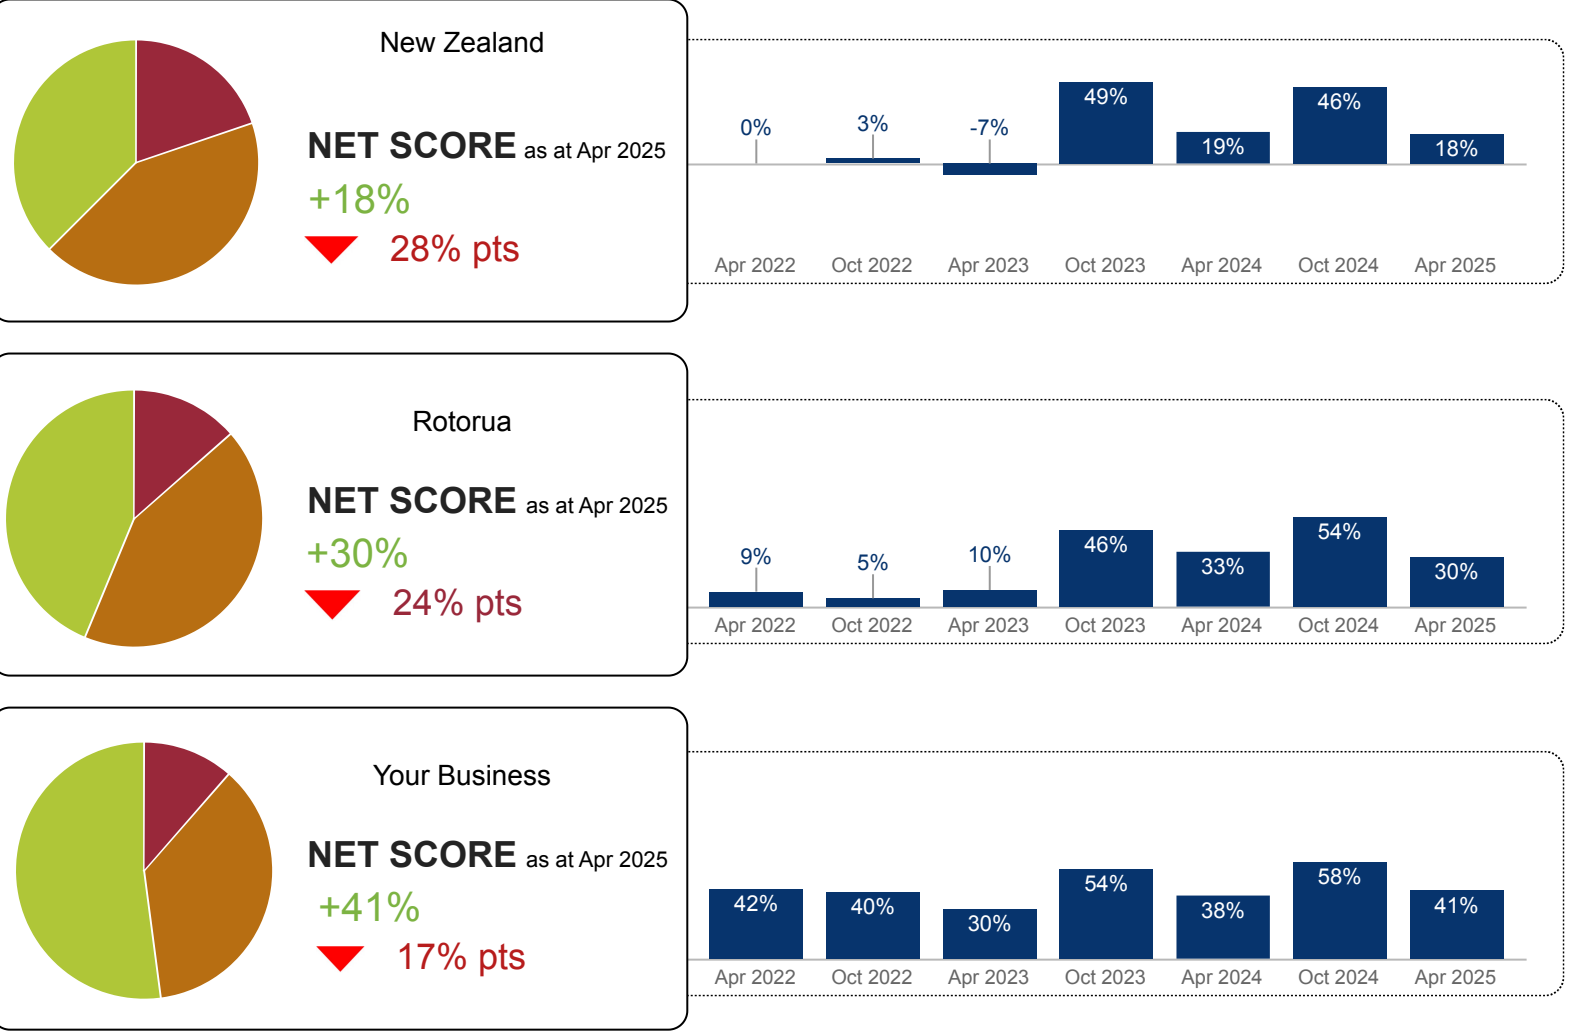 New Zealand
NET SCORE as at Apr 2025
+18%
28% pts
0% 3% -7% 49% 19% 46% 18%
Apr 2022 Oct 2022 Apr 2023 Oct 2023 Apr 2024 Oct 2024 Apr 2025
Rotorua
NET SCORE as at Apr 2025
+30%
24% pts
9% 5% 10% 46% 33% 54% 30%
Apr 2022 Oct 2022 Apr 2023 Oct 2023 Apr 2024 Oct 2024 Apr 2025
Your Business
NET SCORE as at Apr 2025
+41%
17% pts
42% 40% 30% 54% 38% 58% 41%
Apr 2022 Oct 2022 Apr 2023 Oct 2023 Apr 2024 Oct 2024 Apr 2025